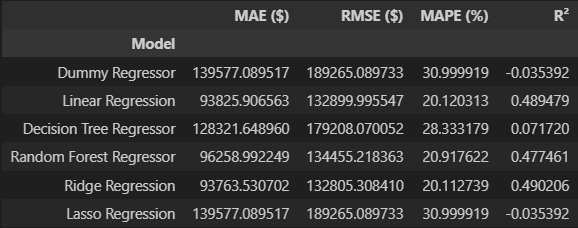 MAE ($) RMSE ($) MAPE (%) R²
Model
Dummy Regressor 139577.089517 189265.089733 30.999919 -0.035392
Linear Regression 93825.906563 132899.995547 20.120313 0.489479
Decision Tree Regressor 128321.648960 179208.070052 28.333179 0.071720
Random Forest Regressor 96258.992249 134455.218363 20.917622 0.477461
Ridge Regression 93763.530702 132805.308410 20.112739 0.490206
Lasso Regression 139577.089517 189265.089733 30.999919 -0.035392